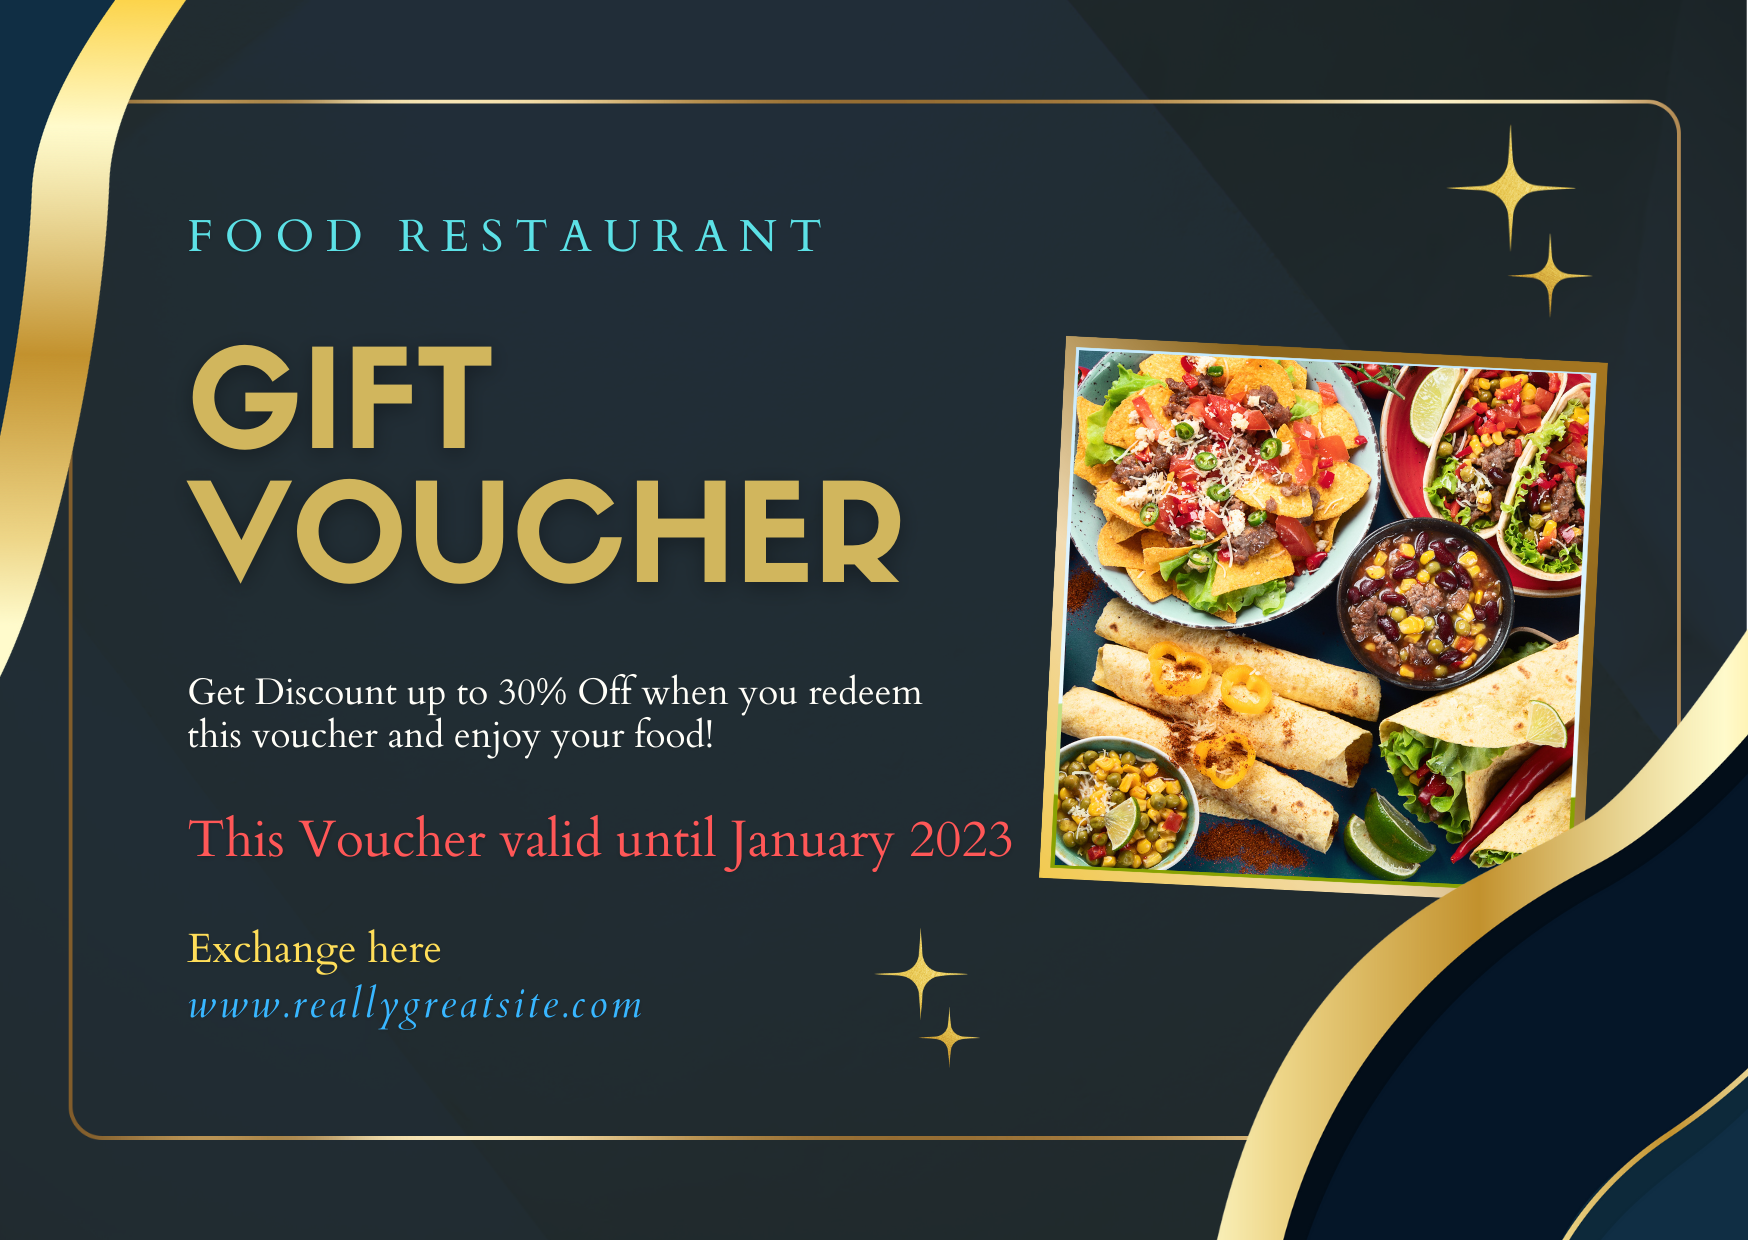 FOOD RESTAURANT
GIFT
VOUCHER
Get Discount up to 30% Off when you redeem
this voucher and enjoy your food!
This Voucher valid until January 2023
Exchange here
www.reallygreatsite.com